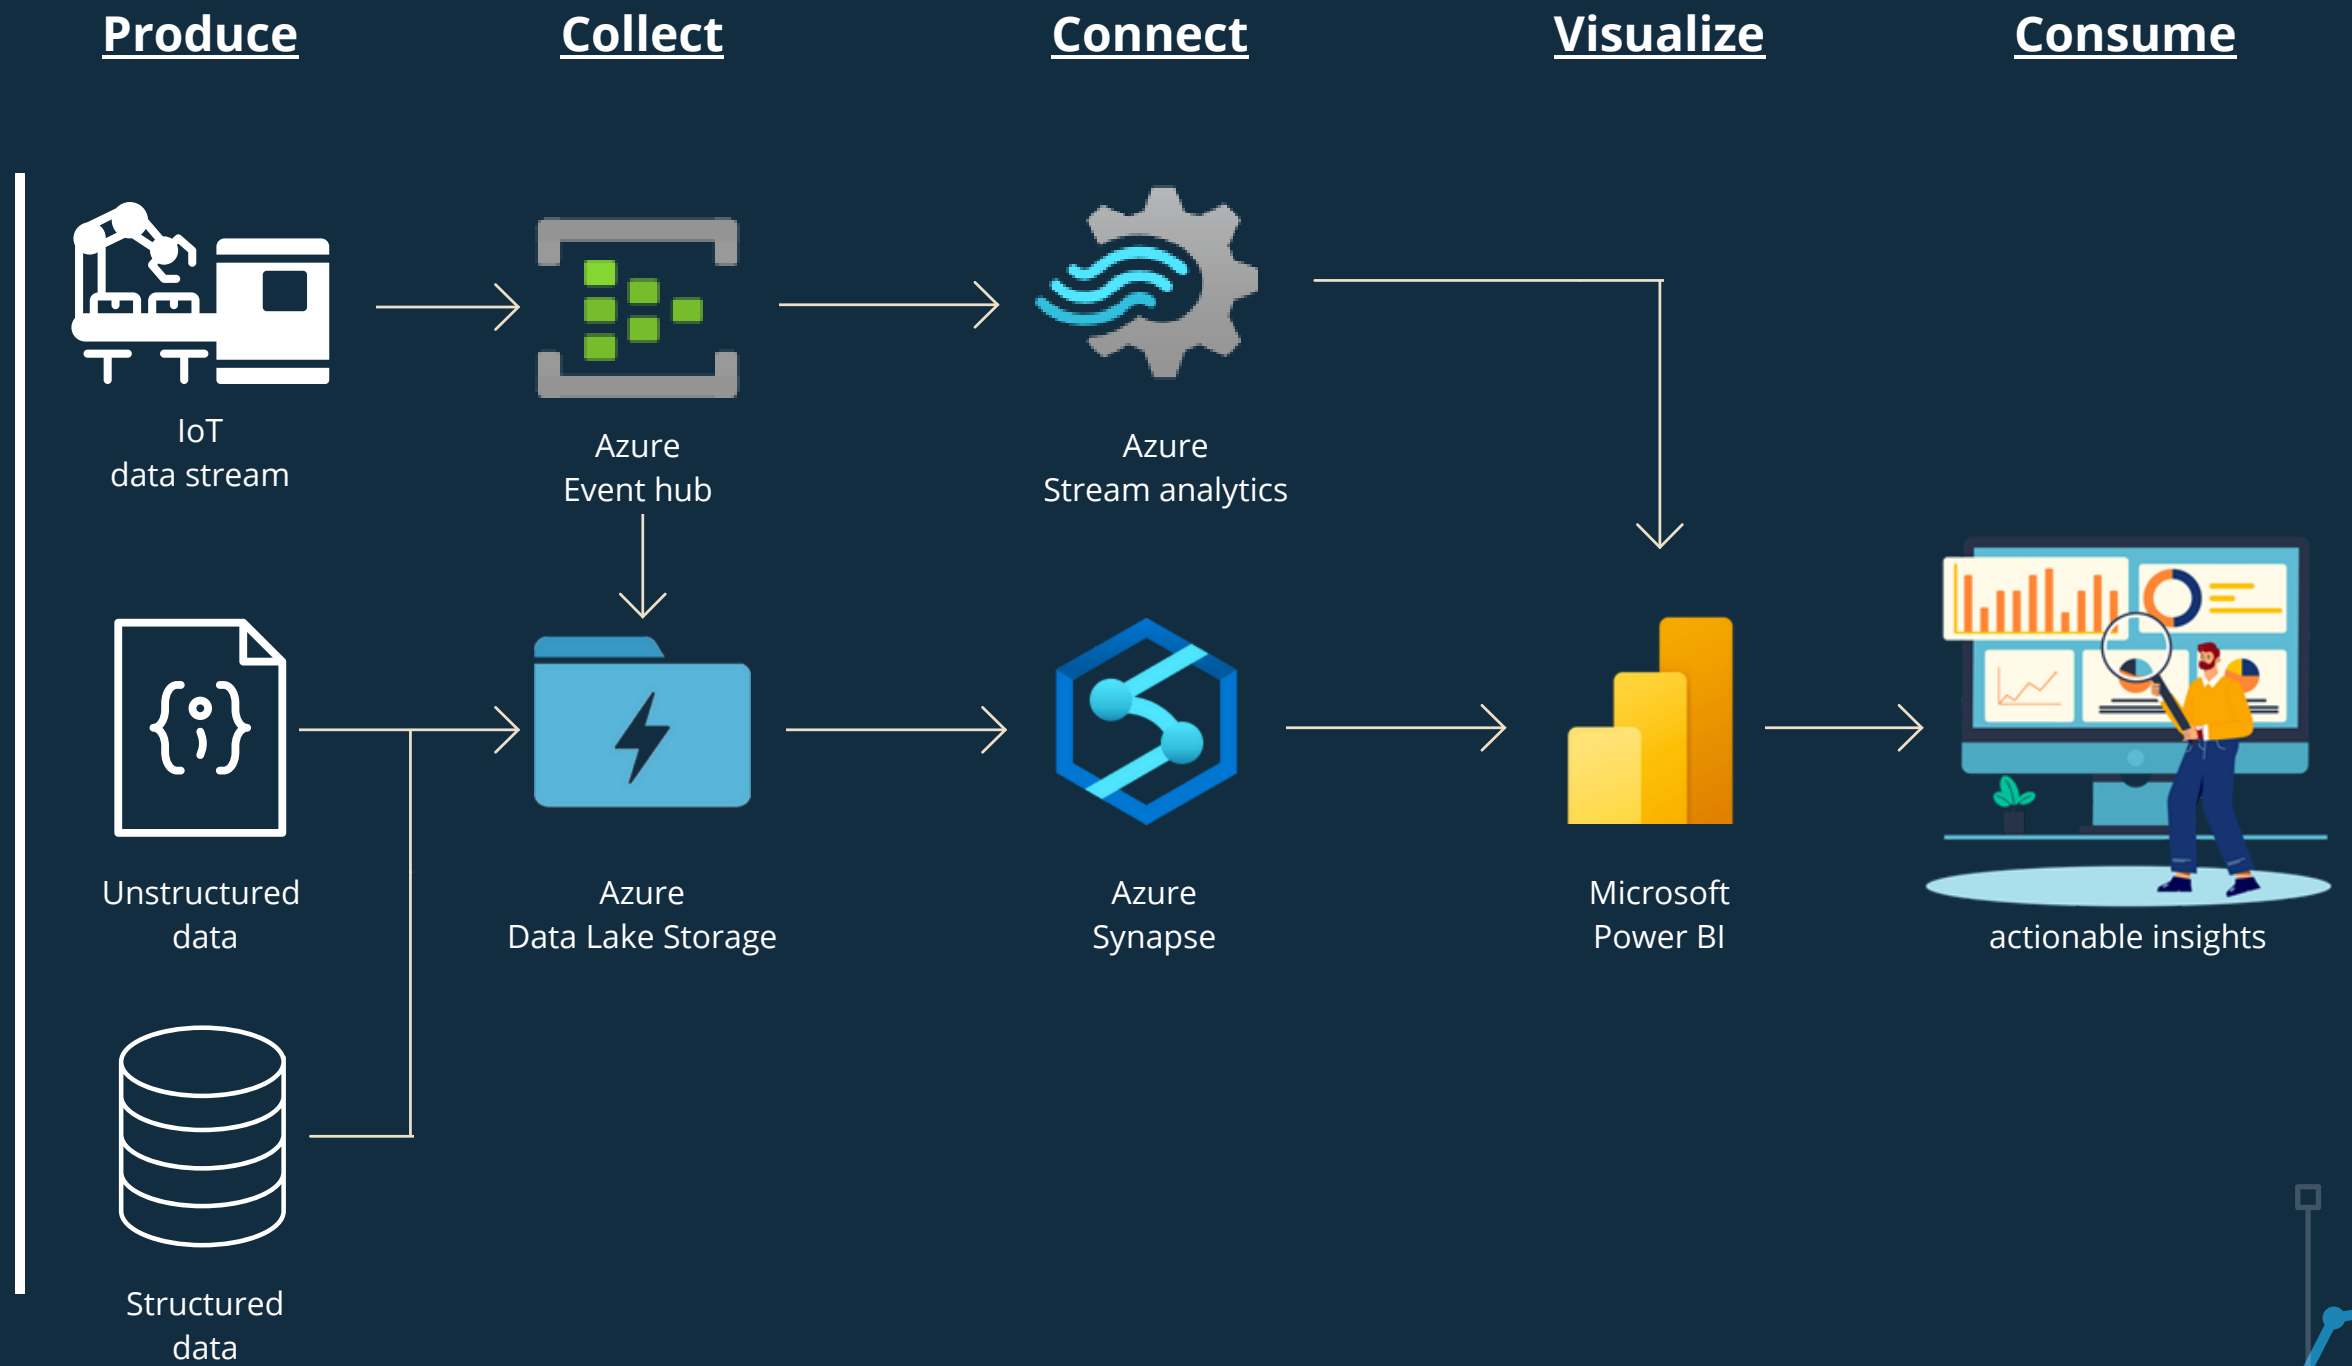 Produce
Collect
Connect
Visualize
Consume
IoT
data stream
Azure
Event hub
Azure
Stream analytics
Unstructured
data
Azure
Data Lake Storage
Azure
Synapse
Microsoft
Power BI
actionable insights
Structured
data